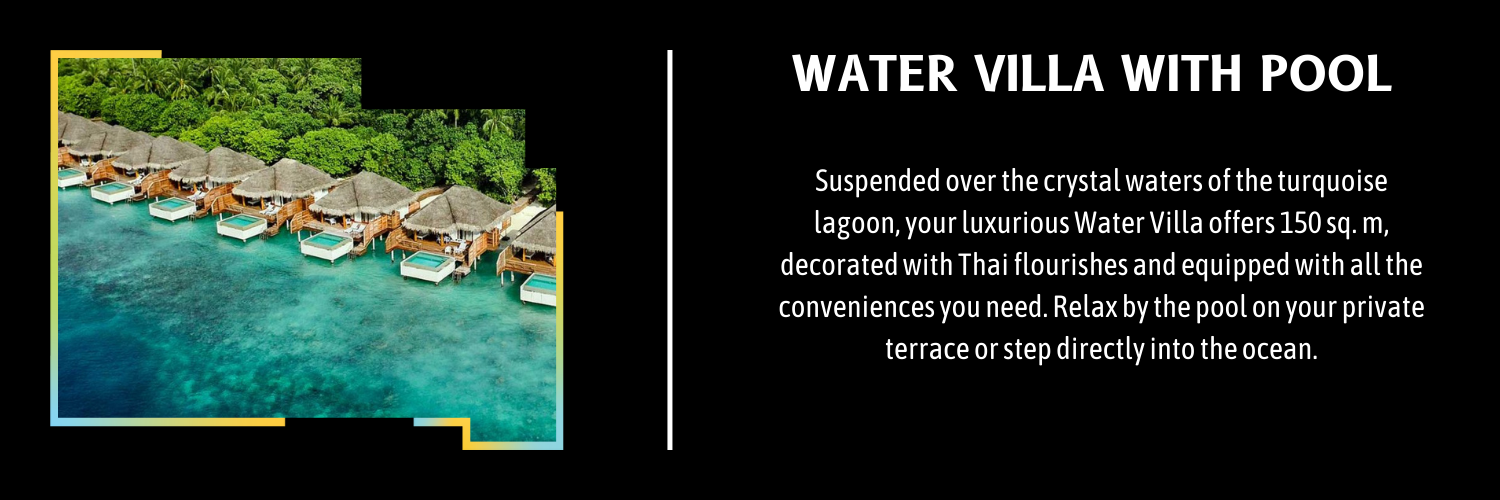 WATER VILLA WITH POOL
Suspended over the crystal waters of the turquoise
lagoon, your luxurious Water Villa offers 150 sq. m,
decorated with Thai flourishes and equipped with all the
conveniences you need. Relax by the pool on your private
terrace or step directly into the ocean.